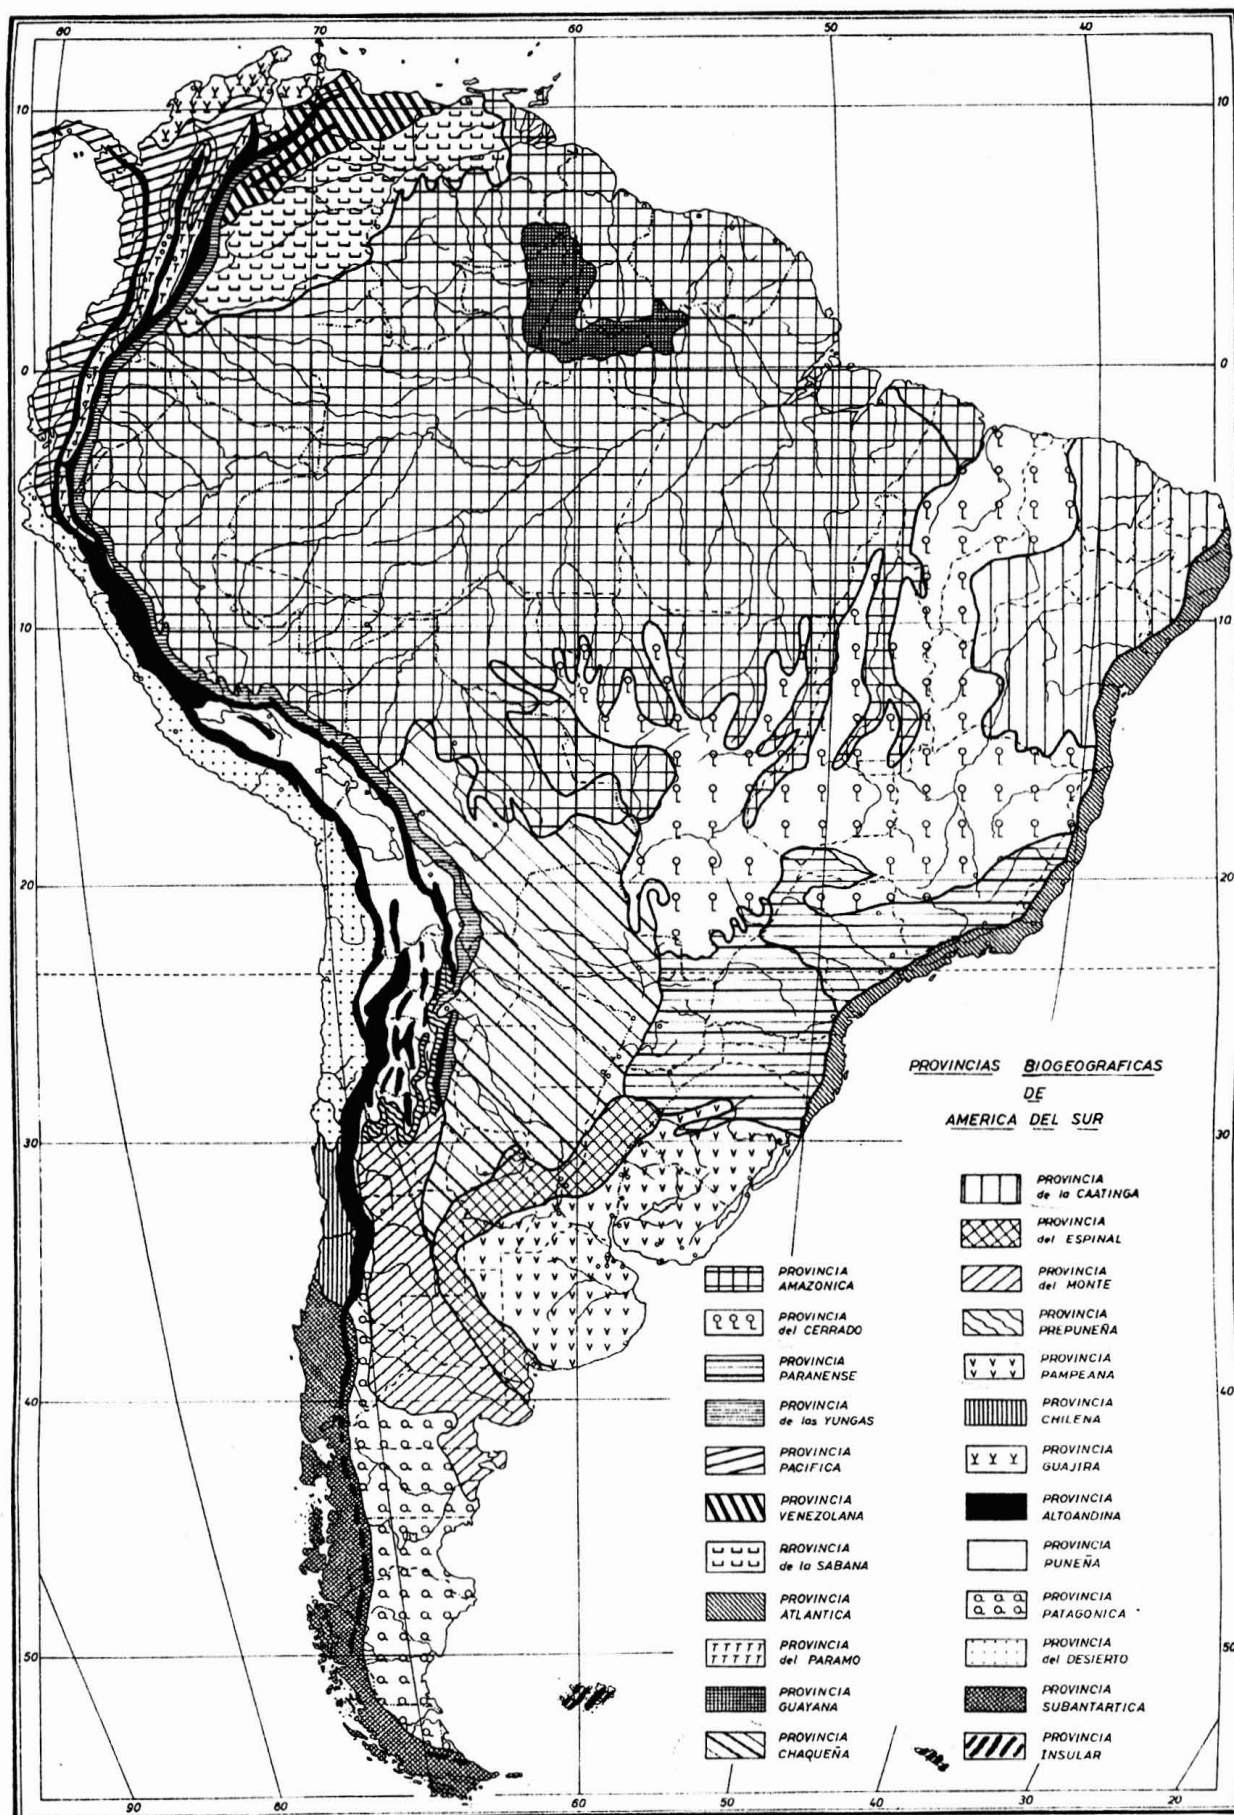 80 70 60 50 40
10 10
0 0
10 10
20 20
30 30
40 40
50 50
90 80 70 60 50 40 30 20
PROVINCIAS BIOGEOGRAFICAS
DE
AMERICA DEL SUR
PROVINCIA
AMAZONICA
PROVINCIA
del CERRADO
PROVINCIA
PARANENSE
PROVINCIA
de las YUNGAS
PROVINCIA
PACIFICA
PROVINCIA
VENEZOLANA
PROVINCIA
de la SABANA
PROVINCIA
ATLANTICA
PROVINCIA
del PARAMO
PROVINCIA
GUAYANA
PROVINCIA
CHAQUEÑA
PROVINCIA
de la CAATINGA
PROVINCIA
del ESPINAL
PROVINCIA
del MONTE
PROVINCIA
PREPUNEÑA
PROVINCIA
PAMPEANA
PROVINCIA
CHILENA
PROVINCIA
GUAJIRA
PROVINCIA
ALTOANDINA
PROVINCIA
PUNEÑA
PROVINCIA
PATAGONICA
PROVINCIA
del DESIERTO
PROVINCIA
SUBANTARTICA
PROVINCIA
INSULAR